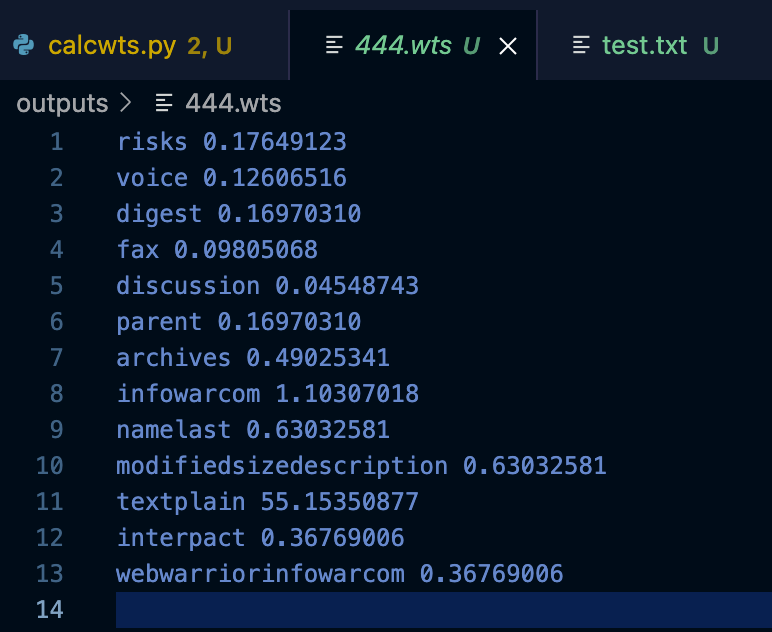 calcwts.py 2, U 444.wts U test.txt U
outputs 444.wts
1 risks 0.17649123
2 voice 0.12606516
3 digest 0.16970310
4 fax 0.09805068
5 discussion 0.04548743
6 parent 0.16970310
7 archives 0.49025341
8 infowarcom 1.10307018
9 namelast 0.63032581
10 modifiedsizedescription 0.63032581
11 textplain 55.15350877
12 interpact 0.36769006
13 webwarriorinfowarcom 0.36769006
14